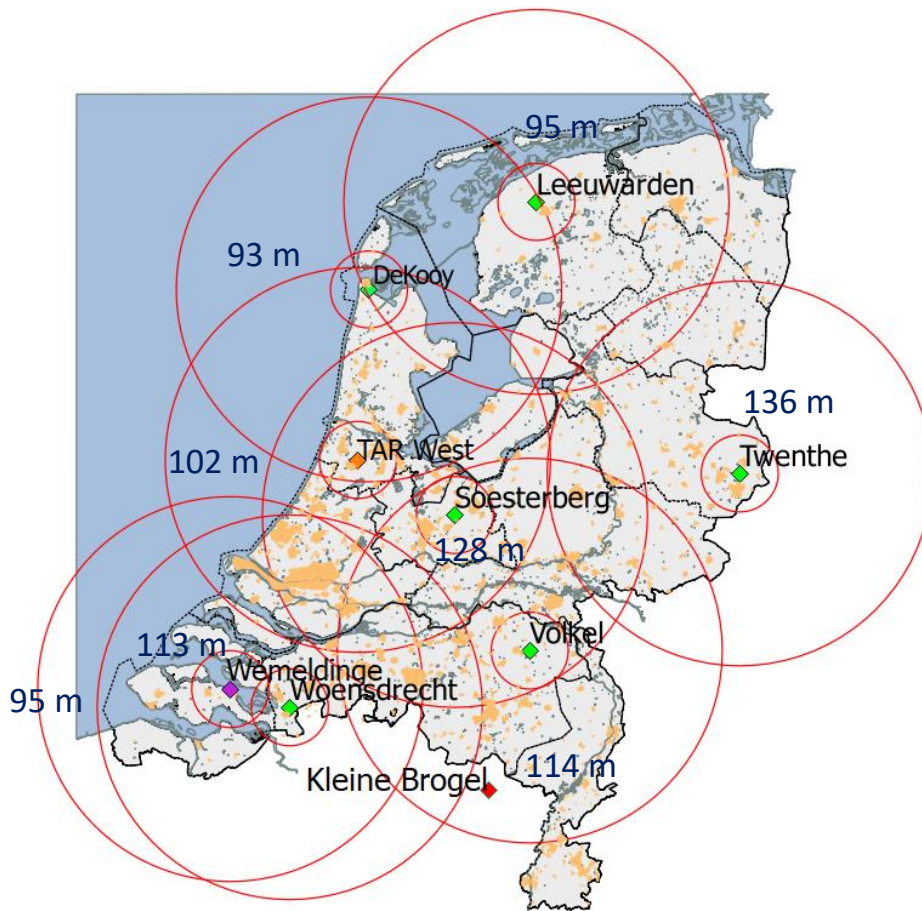 95 m
Leeuwarden
93 m
DeKooy
136 m
TAR West
102 m
Twenthe
Soesterberg
128 m
Volkel
113 m
Wemeldinge
Woensdrecht
95 m
114 m
Kleine Brogel